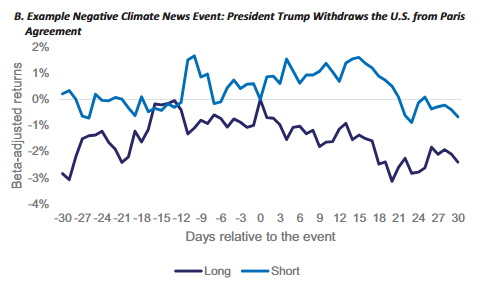 B. Example Negative Climate News Event: President Trump Withdraws the U.S. from Paris
Agreement
2%
1%
0%
-1%
-2%
-3%
-4%
Beta-adjusted returns
-30 -27 -24 -21 -18 -15 -12 -9 -6 -3 0 3 6 9 12 15 18 21 24 27 30
Days relative to the event
Long Short